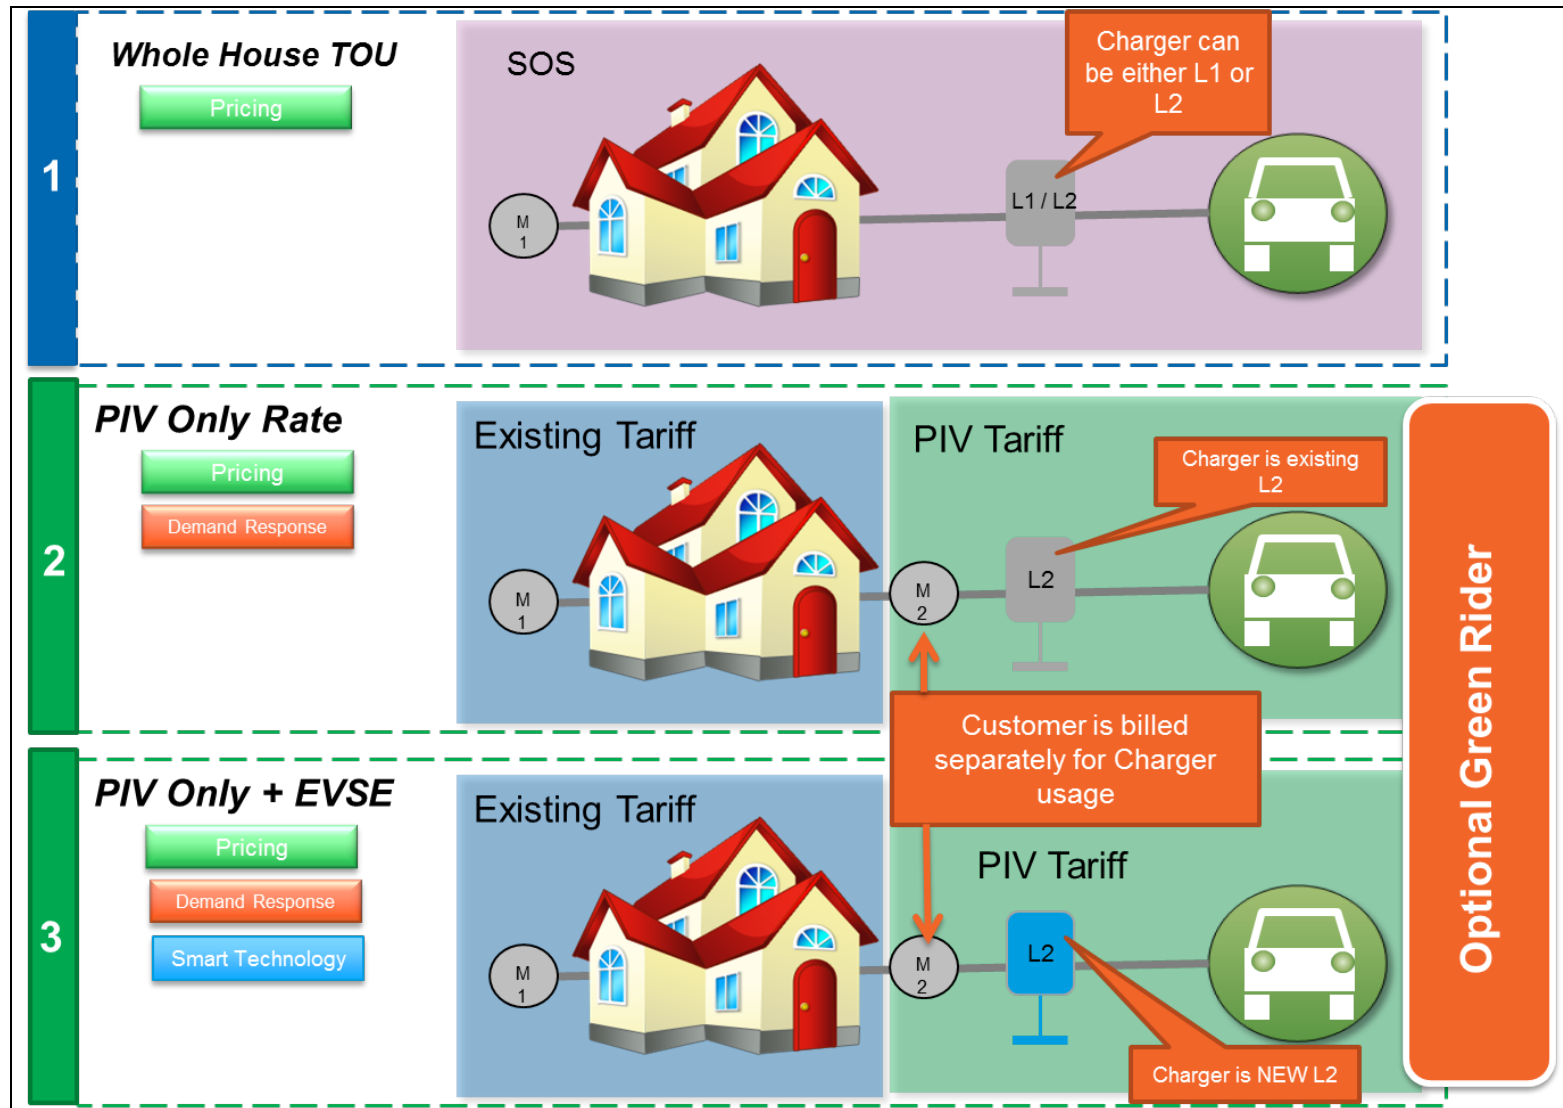 1
Whole House TOU
Pricing
SOS
Charger can
be either L1 or
L2
M
1
L1 / L2
2
PIV Only Rate
Pricing
Demand Response
Existing Tariff
M
1
PIV Tariff
Charger is existing
L2
M
2
L2
Customer is billed
separately for Charger
usage
3
PIV Only + EVSE
Pricing
Demand Response
Smart Technology
Existing Tariff
M
1
PIV Tariff
M
2
L2
Charger is NEW L2
Optional Green Rider